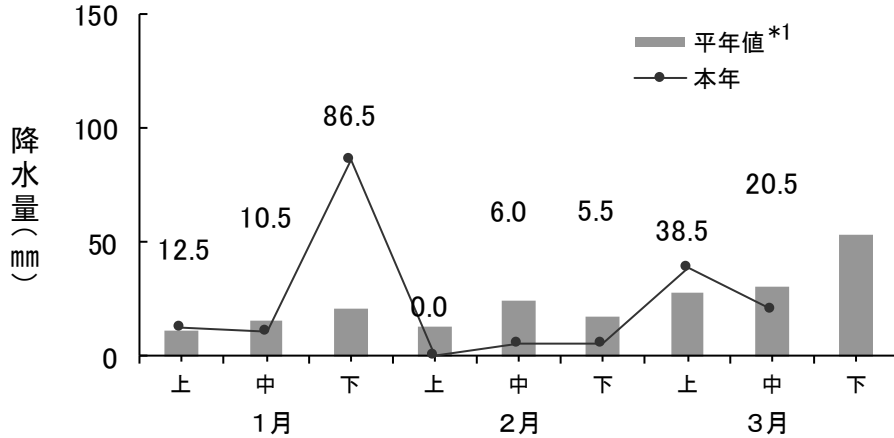 150
100
50
0
降水量(㎜)
平年値*1
本年
12.5
10.5
86.5
0.0
6.0
5.5
38.5
20.5
上 中 下 上 中 下 上 中 下
1月 2月 3月